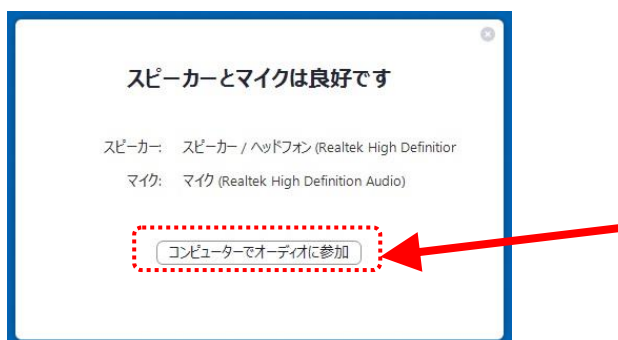 スピーカーとマイクは良好です
スピーカー: スピーカー / ヘッドフォン (Realtek High Definitior
マイク: マイク (Realtek High Definition Audio)
コンピューターでオーディオに参加